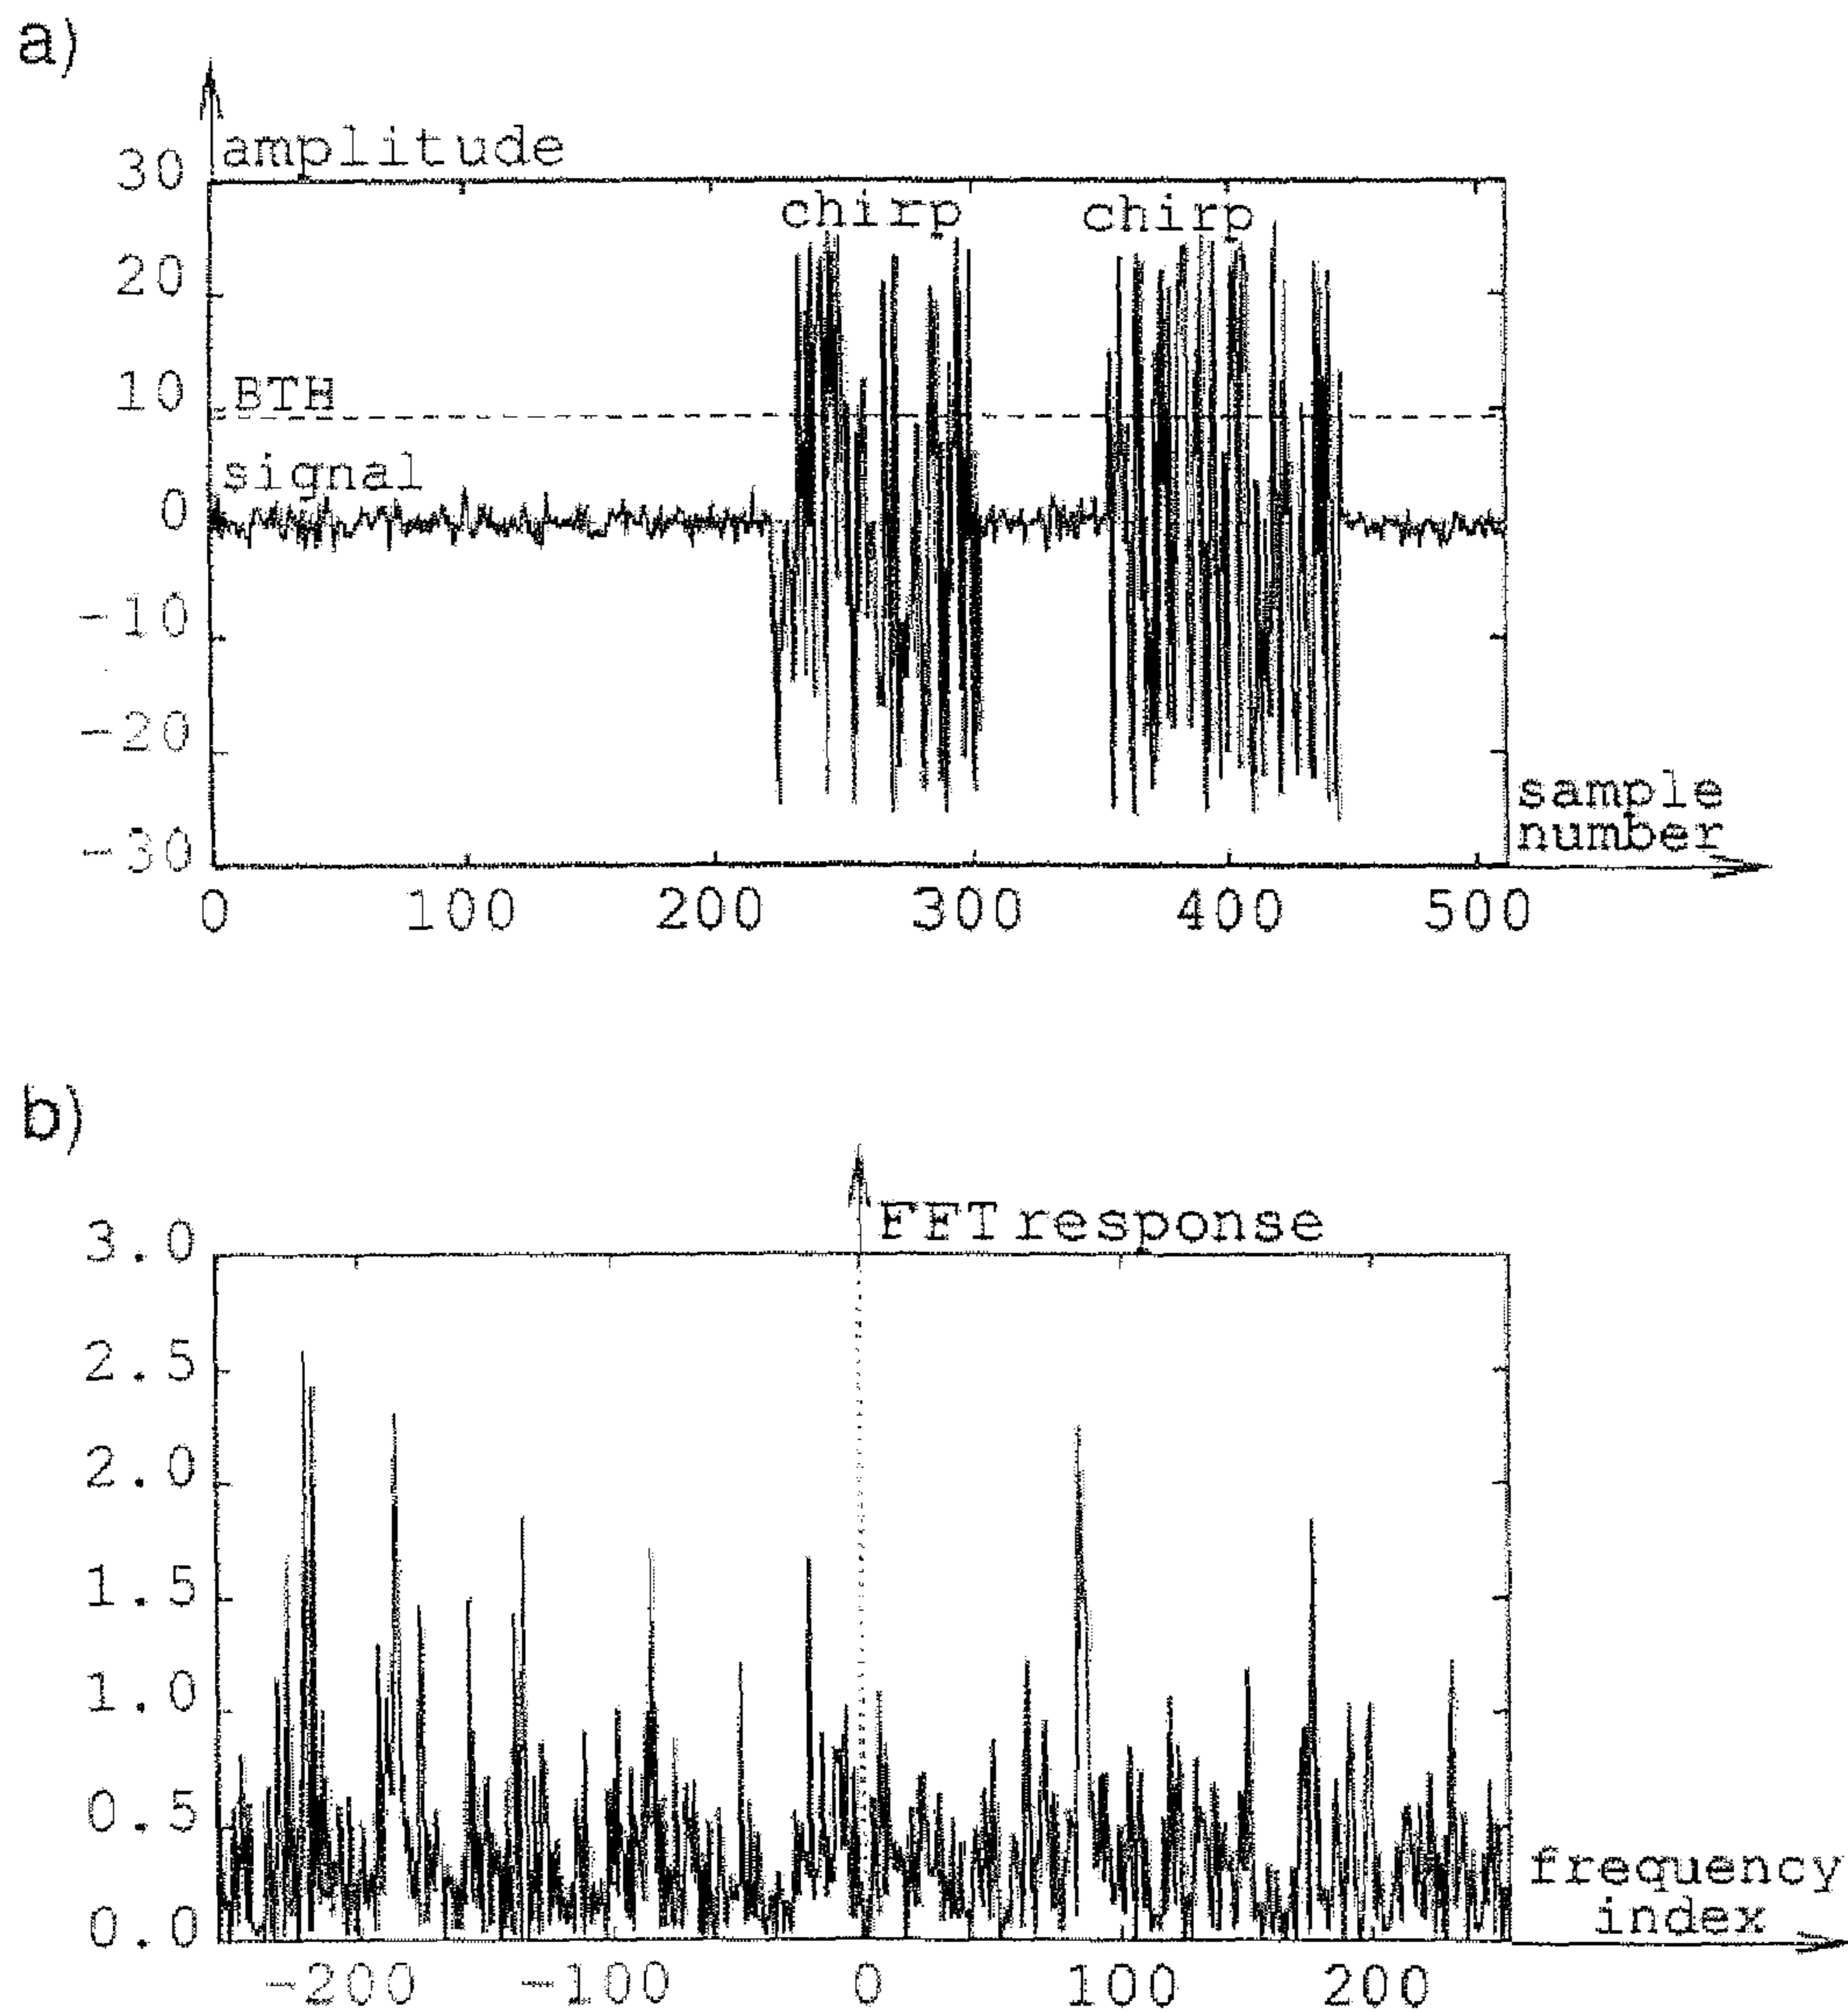 a)
amplitude
30
chirp chirp
20
10
BTH
signal
0
-10
-20
-30
sample
number
0 100 200 300 400 500
b)
FFT response
3.0
2.5
2.0
1.5
1.0
0.5
0.0
frequency
index
-200 -100 0 100 200